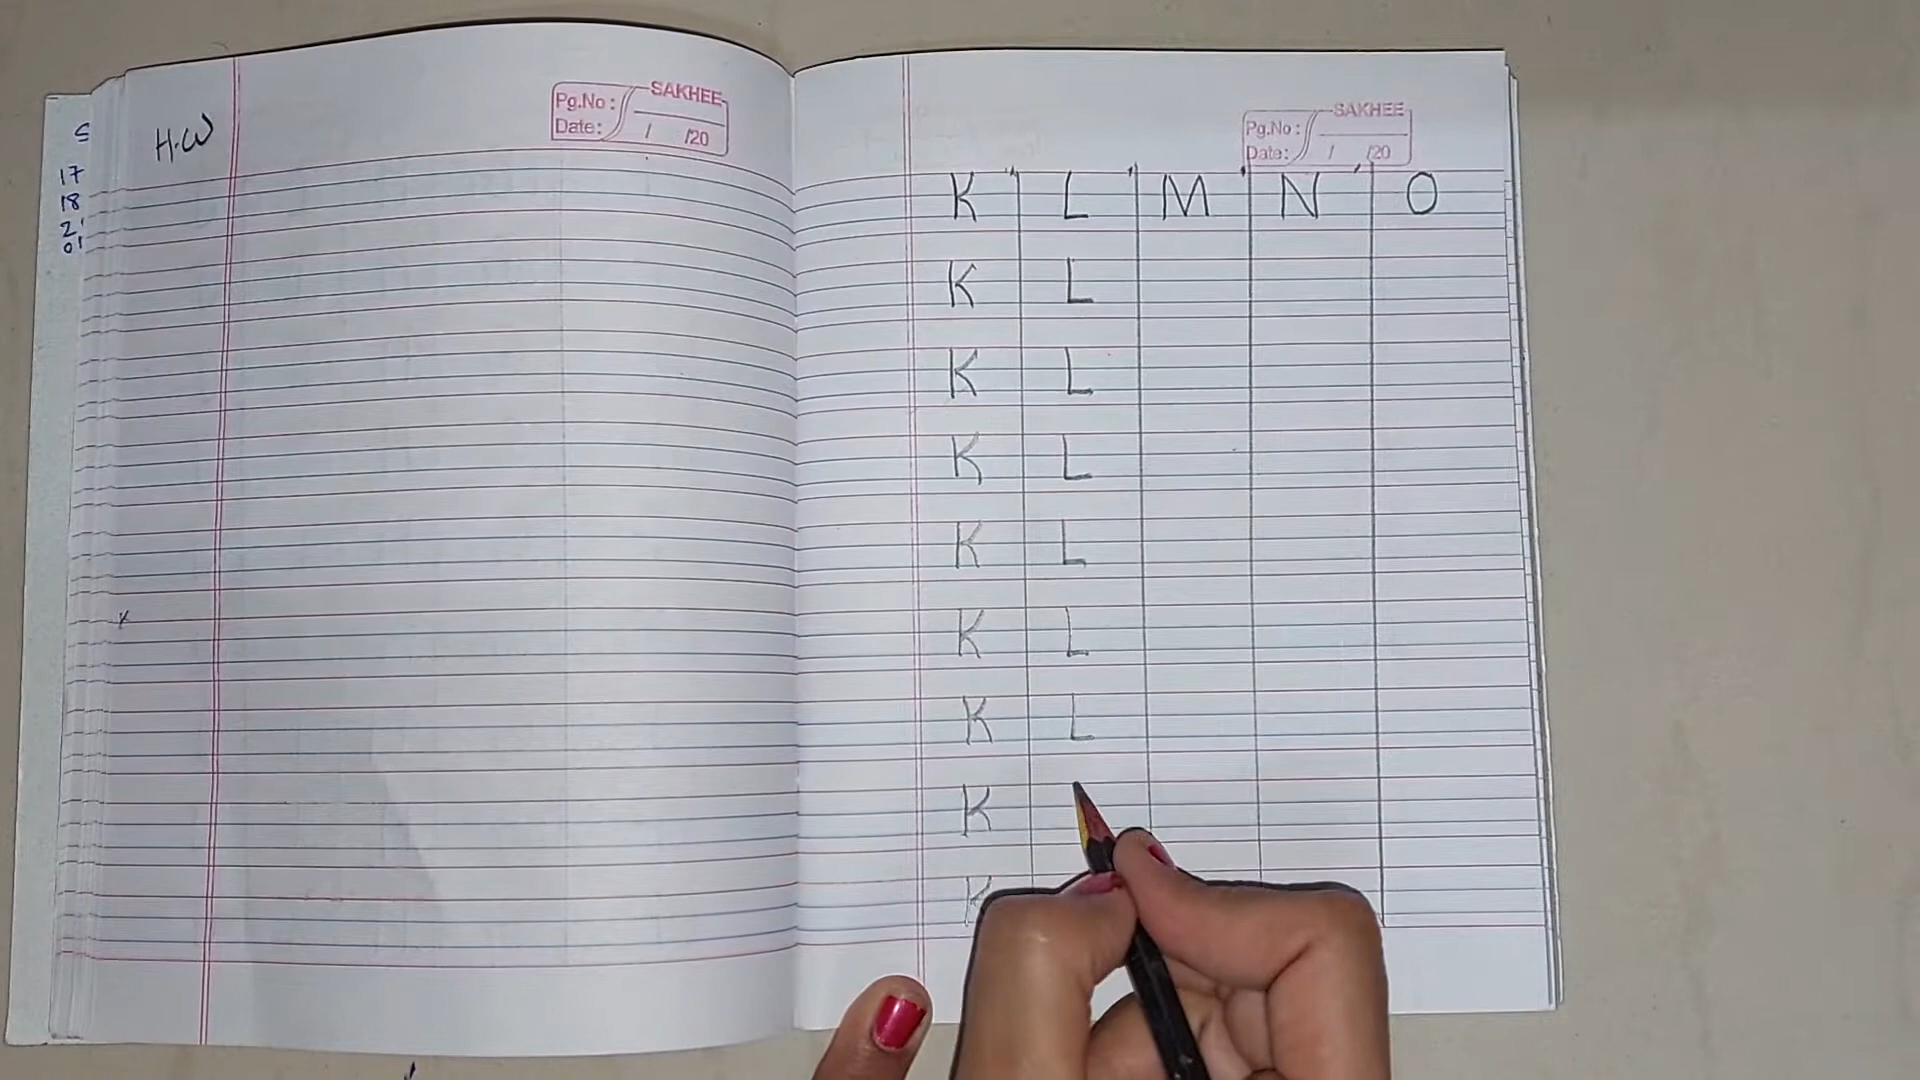 H.W
SAKHEE
Pg.No:
Date: / /20
17
18
SAKHEE
Pg.No:
Date: / /20
K L M N O
K L
K L
K L
K L
K L
K L
K
K